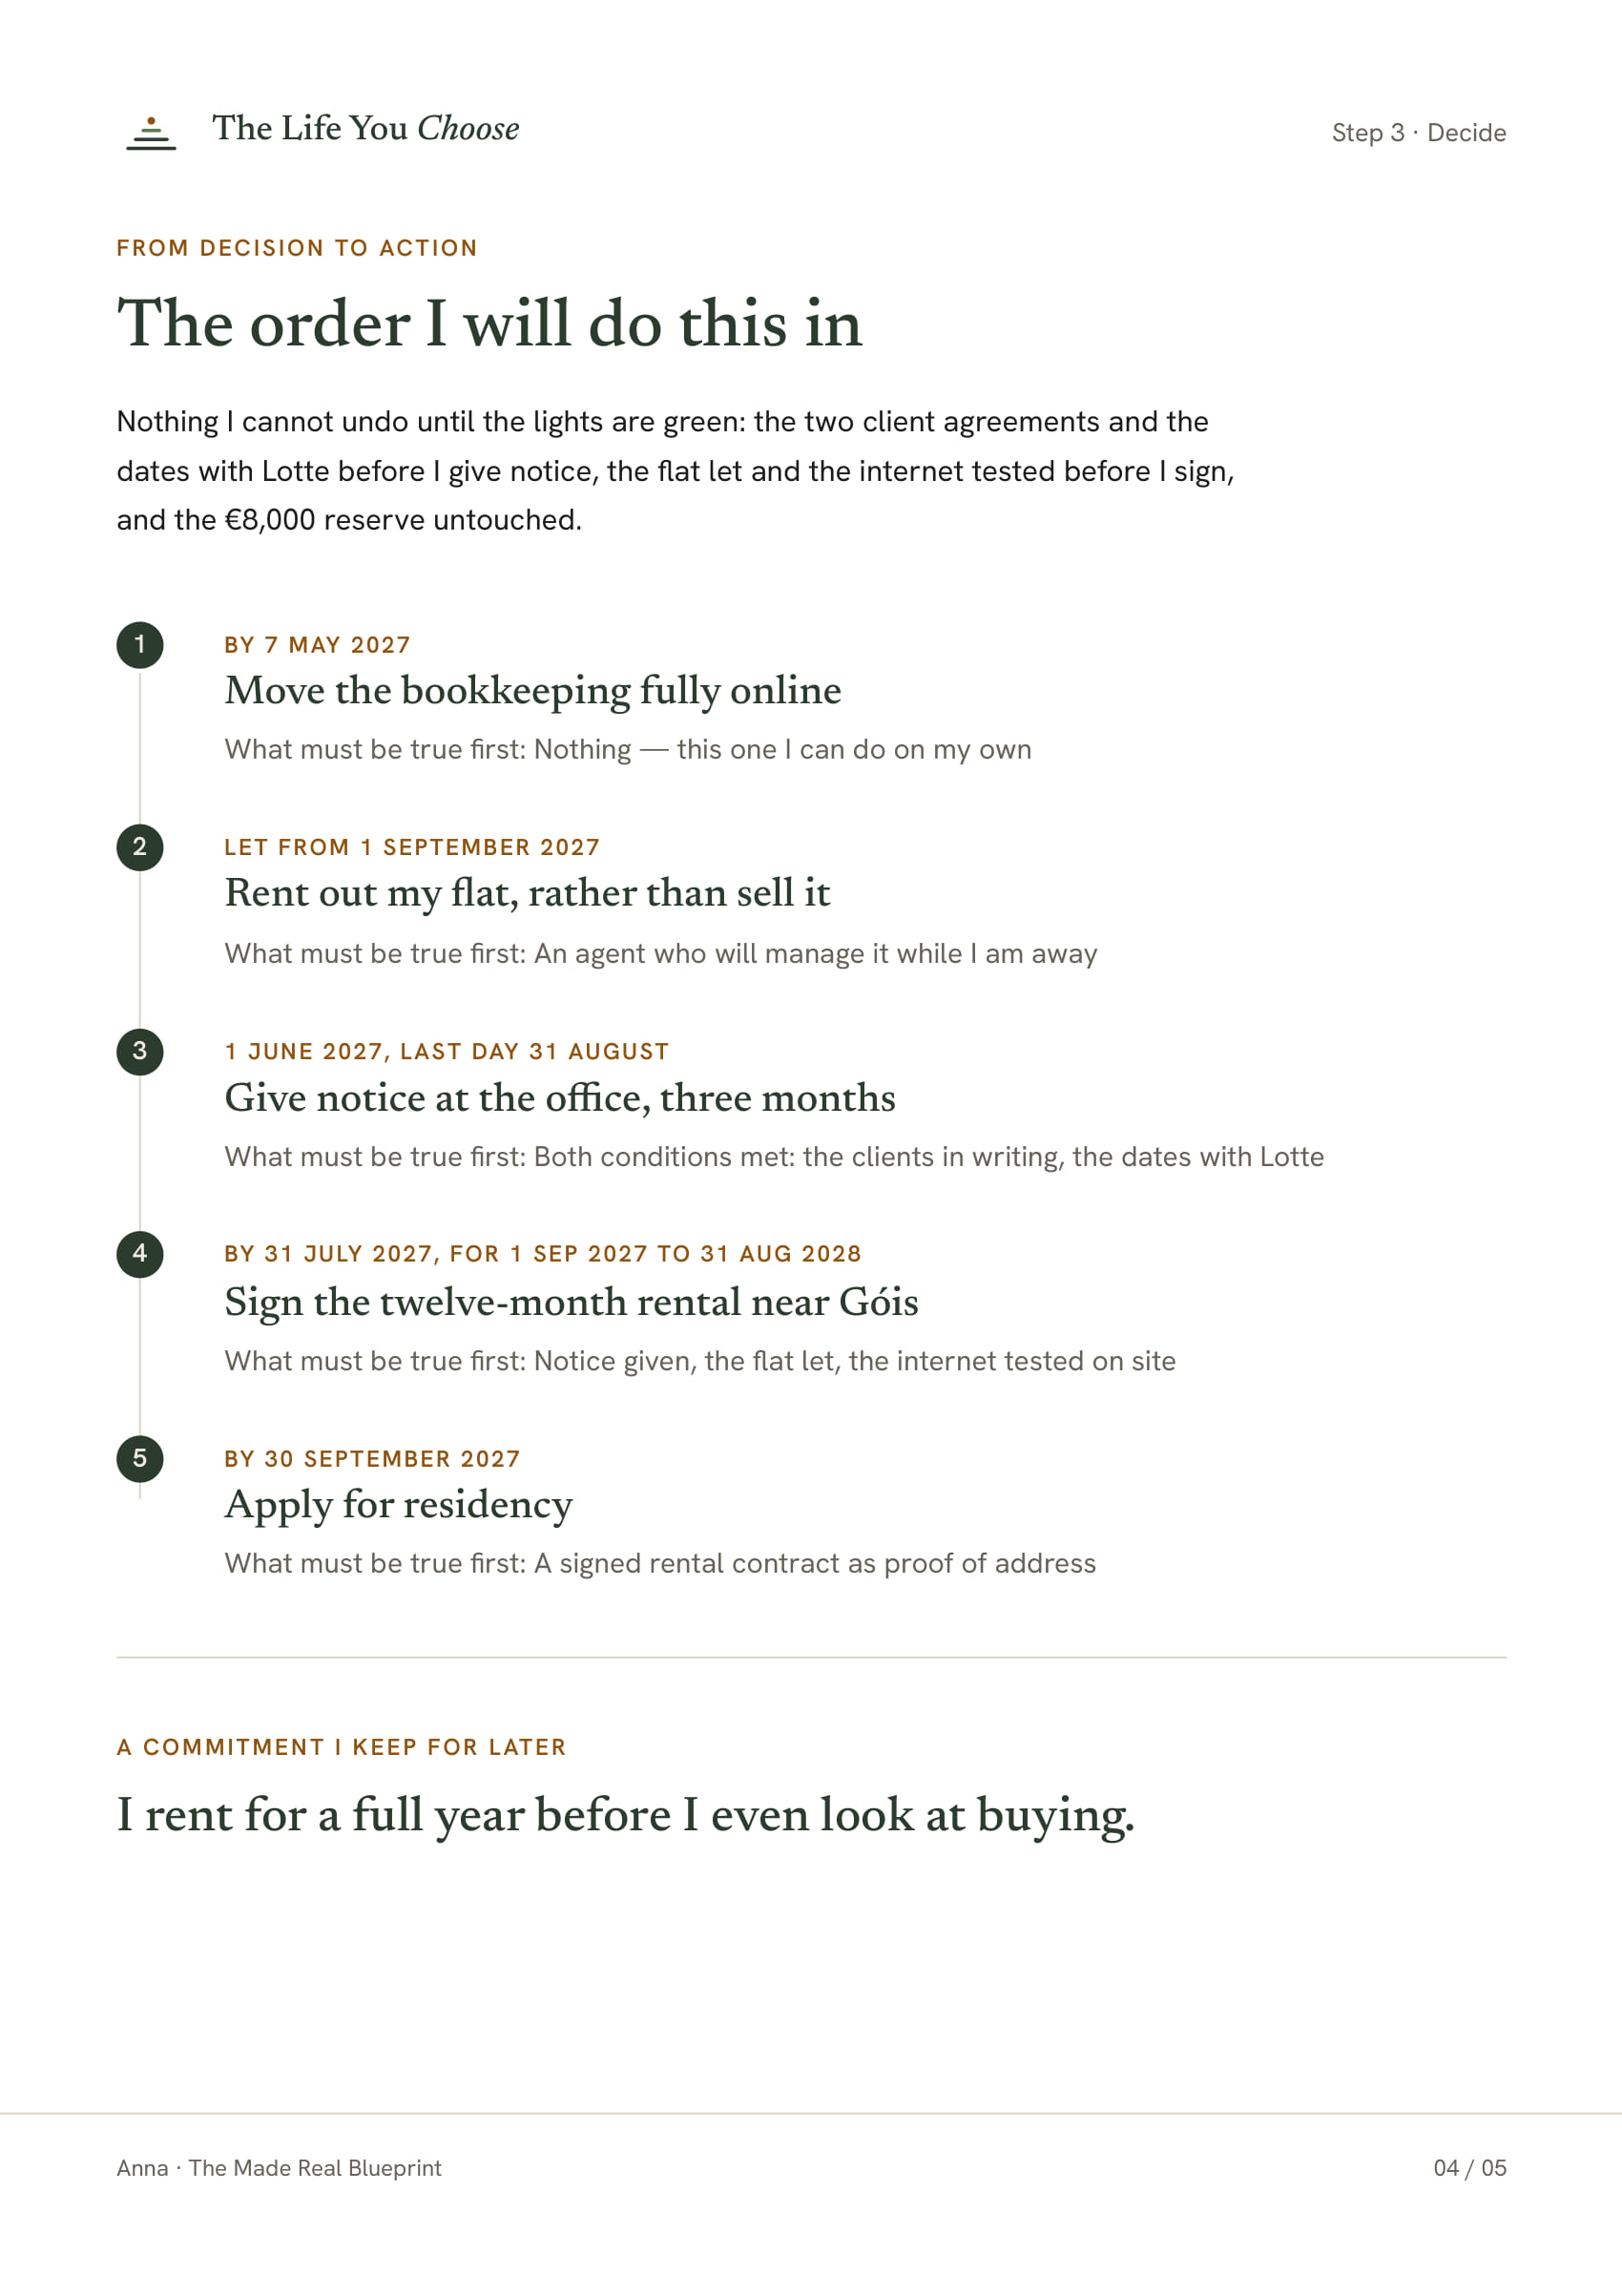 The Life You Choose
Step 3 · Decide
FROM DECISION TO ACTION
The order I will do this in
Nothing I cannot undo until the lights are green: the two client agreements and the
dates with Lotte before I give notice, the flat let and the internet tested before I sign,
and the €8,000 reserve untouched.
1
BY 7 MAY 2027
Move the bookkeeping fully online
What must be true first: Nothing — this one I can do on my own
2
LET FROM 1 SEPTEMBER 2027
Rent out my flat, rather than sell it
What must be true first: An agent who will manage it while I am away
3
1 JUNE 2027, LAST DAY 31 AUGUST
Give notice at the office, three months
What must be true first: Both conditions met: the clients in writing, the dates with Lotte
4
BY 31 JULY 2027, FOR 1 SEP 2027 TO 31 AUG 2028
Sign the twelve-month rental near Góis
What must be true first: Notice given, the flat let, the internet tested on site
5
BY 30 SEPTEMBER 2027
Apply for residency
What must be true first: A signed rental contract as proof of address
A COMMITMENT I KEEP FOR LATER
I rent for a full year before I even look at buying.
Anna · The Made Real Blueprint
04 / 05